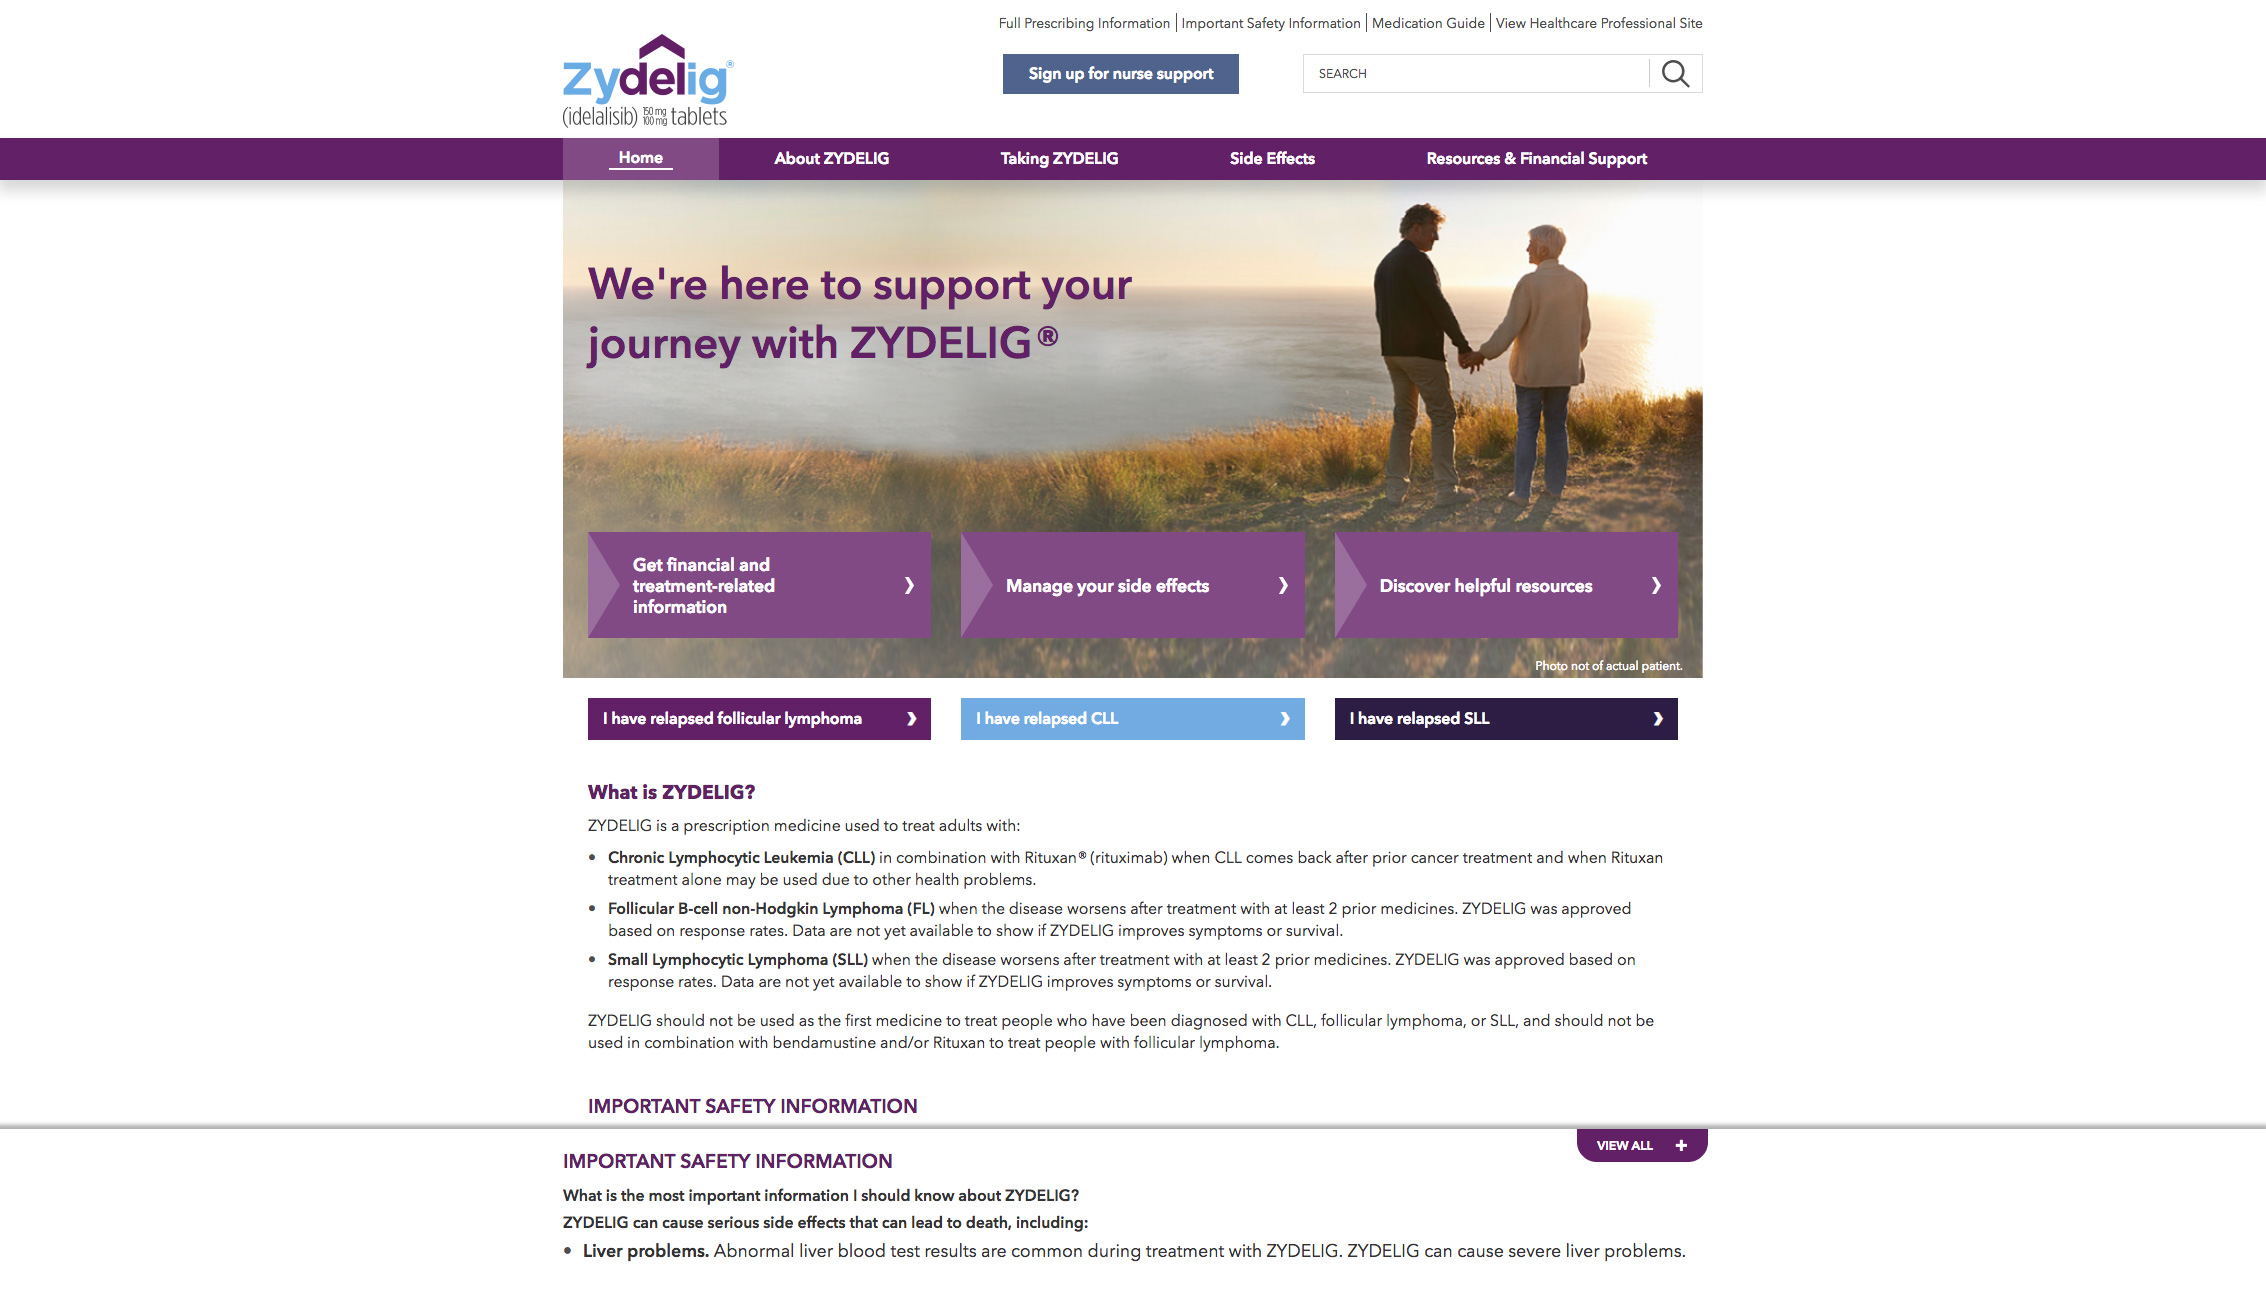 Full Prescribing Information | Important Safety Information | Medication Guide | View Healthcare Professional Site
Zydelig®
(idelalisib) 150 mg 100 mg tablets
Sign up for nurse support
SEARCH
Home
About ZYDELIG
Taking ZYDELIG
Side Effects
Resources & Financial Support
We're here to support your
journey with ZYDELIG®
Get financial and
treatment-related
information
Manage your side effects
Discover helpful resources
Photo not of actual patient.
I have relapsed follicular lymphoma
I have relapsed CLL
I have relapsed SLL
What is ZYDELIG?
ZYDELIG is a prescription medicine used to treat adults with:
• Chronic Lymphocytic Leukemia (CLL) in combination with Rituxan® (rituximab) when CLL comes back after prior cancer treatment and when Rituxan
treatment alone may be used due to other health problems.
• Follicular B-cell non-Hodgkin Lymphoma (FL) when the disease worsens after treatment with at least 2 prior medicines. ZYDELIG was approved
based on response rates. Data are not yet available to show if ZYDELIG improves symptoms or survival.
• Small Lymphocytic Lymphoma (SLL) when the disease worsens after treatment with at least 2 prior medicines. ZYDELIG was approved based on
response rates. Data are not yet available to show if ZYDELIG improves symptoms or survival.
ZYDELIG should not be used as the first medicine to treat people who have been diagnosed with CLL, follicular lymphoma, or SLL, and should not be
used in combination with bendamustine and/or Rituxan to treat people with follicular lymphoma.
IMPORTANT SAFETY INFORMATION
VIEW ALL +
IMPORTANT SAFETY INFORMATION
What is the most important information I should know about ZYDELIG?
ZYDELIG can cause serious side effects that can lead to death, including:
• Liver problems. Abnormal liver blood test results are common during treatment with ZYDELIG. ZYDELIG can cause severe liver problems.